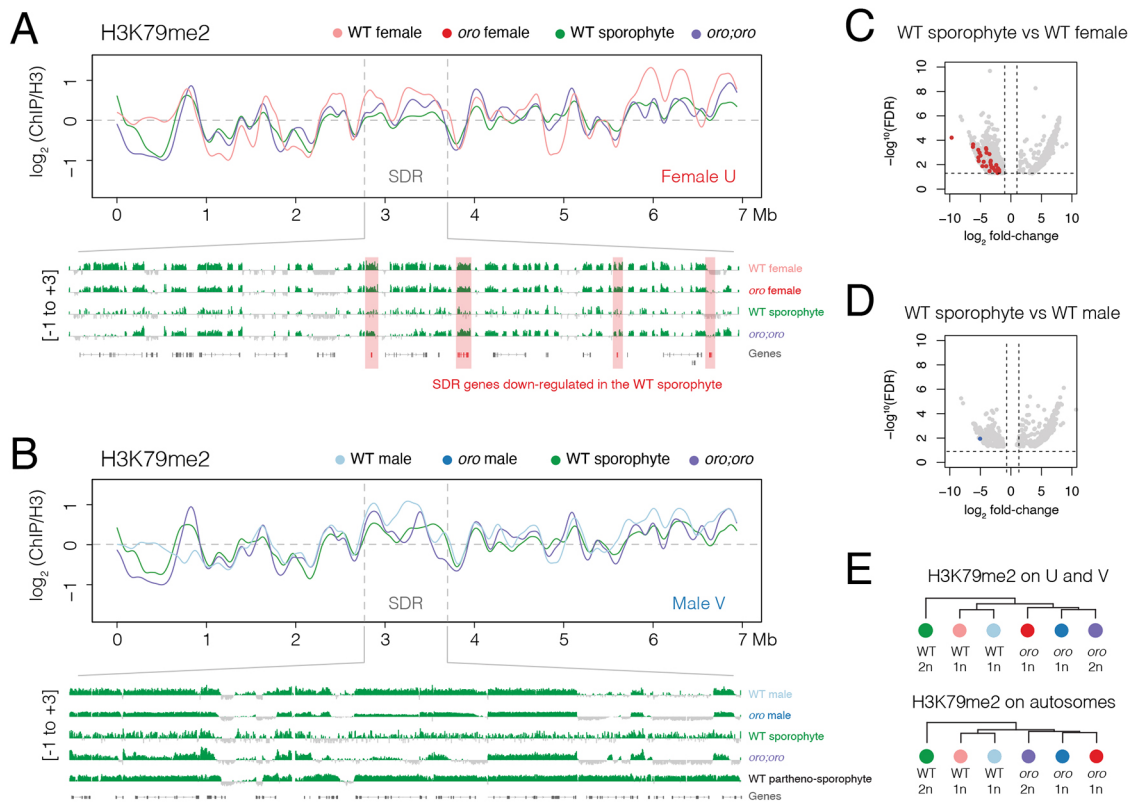 A
H3K79me2
WT female
oro female
WT sporophyte
oro;oro
log2 (ChIP/H3)
1
0
−1
SDR
Female U
0 1 2 3 4 5 6 7 Mb
[-1 to +3]
WT female
oro female
WT sporophyte
oro;oro
Genes
SDR genes down-regulated in the WT sporophyte
B
H3K79me2
WT male
oro male
WT sporophyte
oro;oro
log2 (ChIP/H3)
1
0
−1
SDR
Male V
0 1 2 3 4 5 6 7 Mb
[-1 to +3]
WT male
oro male
WT sporophyte
oro;oro
WT partheno-sporophyte
Genes
C
WT sporophyte vs WT female
−log10(FDR)
10
8
6
4
2
0
−10 −5 0 5 10
log2 fold-change
D
WT sporophyte vs WT male
−log10(FDR)
10
8
6
4
2
0
−10 −5 0 5 10
log2 fold-change
E
H3K79me2 on U and V
WT WT WT oro oro oro
2n 1n 1n 1n 1n 2n
H3K79me2 on autosomes
WT WT WT oro oro oro
2n 1n 1n 2n 1n 1n